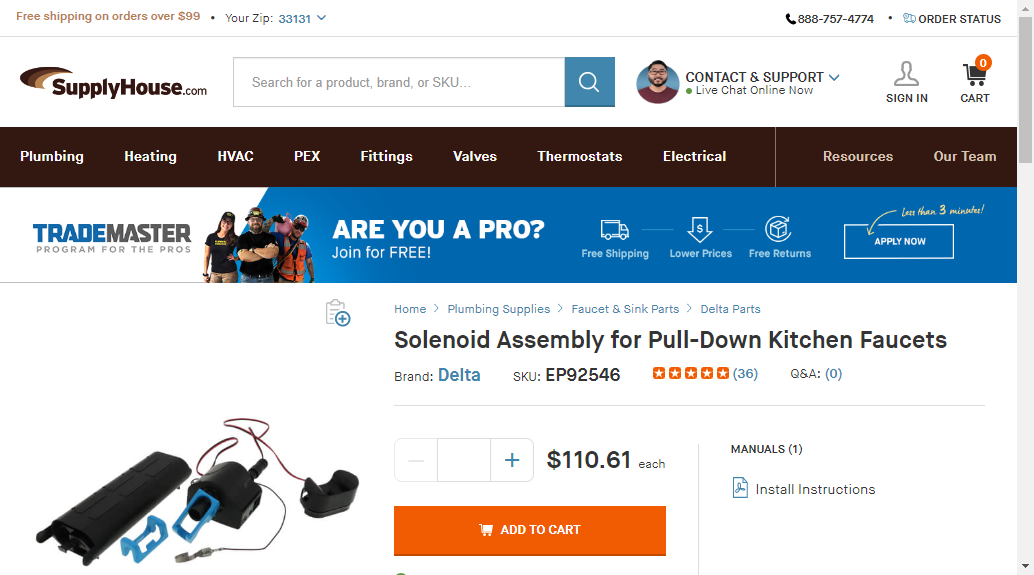 Free shipping on orders over $99 • Your Zip: 33131
888-757-4774 • ORDER STATUS
SupplyHouse.com
Search for a product, brand, or SKU...
CONTACT & SUPPORT
Live Chat Online Now
SIGN IN
0
CART
Plumbing Heating HVAC PEX Fittings Valves Thermostats Electrical Resources Our Team
TRADEMASTER
PROGRAM FOR THE PROS
ARE YOU A PRO?
Join for FREE!
Free Shipping
$
Lower Prices
Free Returns
less than 3 minutes!
APPLY NOW
Home > Plumbing Supplies > Faucet & Sink Parts > Delta Parts
Solenoid Assembly for Pull-Down Kitchen Faucets
Brand: Delta SKU: EP92546 (36) Q&A: (0)
— + $110.61 each
ADD TO CART
MANUALS (1)
Install Instructions